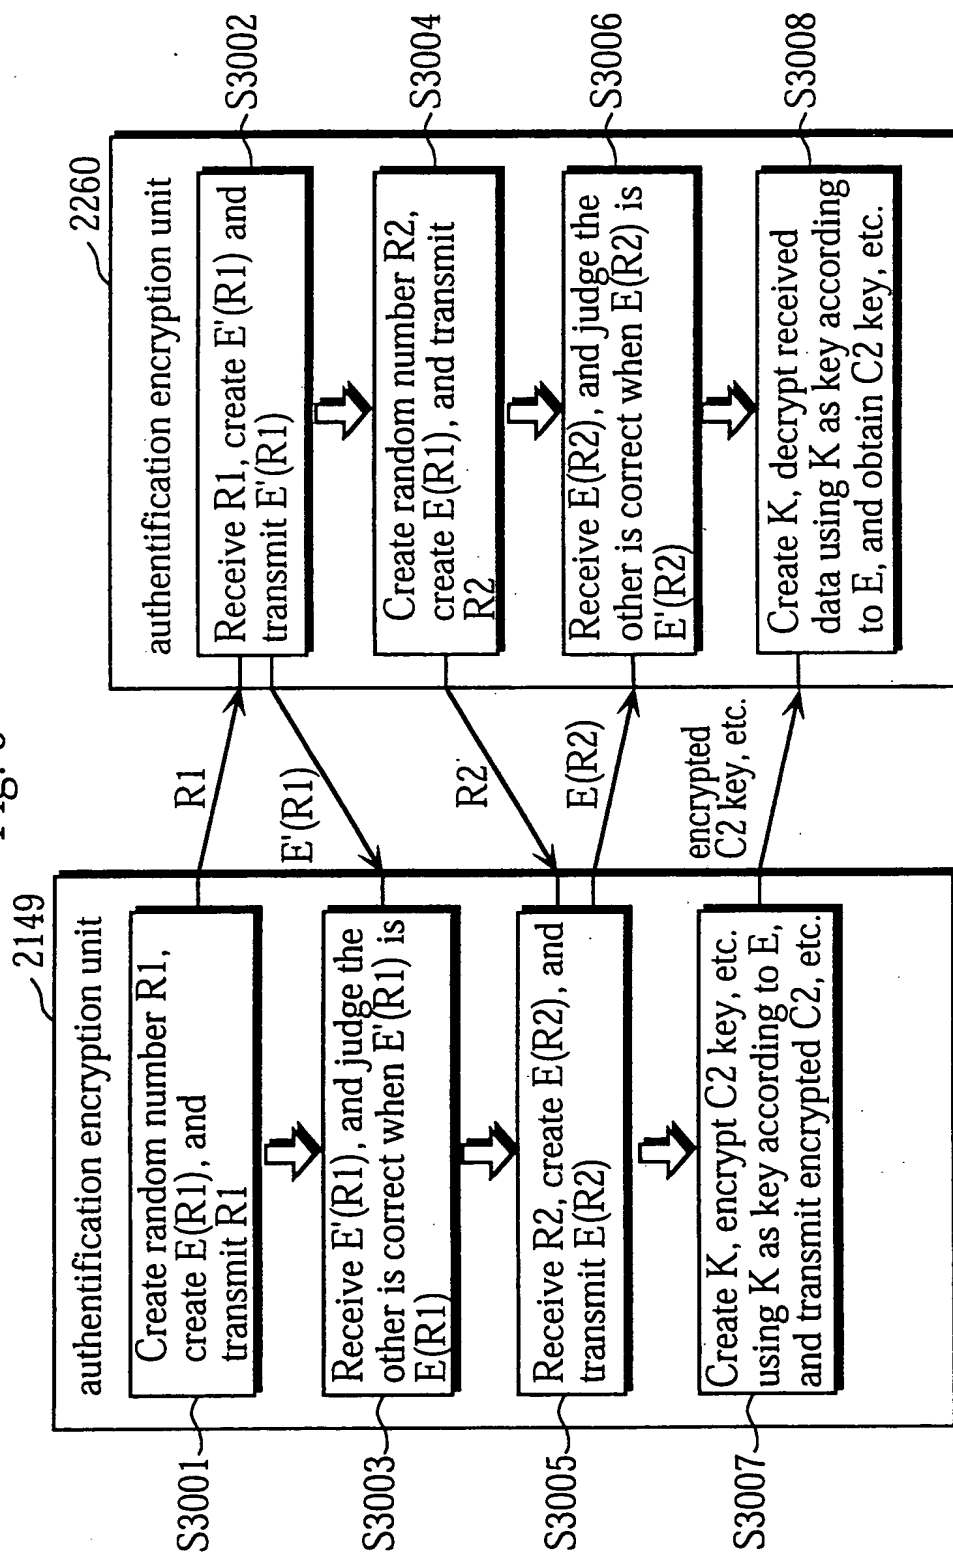 2149
authentification encryption unit
Create random number R1,
create E(R1), and
transmit R1
S3001
Receive E'(R1), and judge the
other is correct when E'(R1) is
E(R1)
S3003
Receive R2, create E(R2), and
transmit E(R2)
S3005
Create K, encrypt C2 key, etc.
using K as key according to E,
and transmit encrypted C2, etc.
S3007
R1
E'(R1)
R2
E(R2)
encrypted
C2 key, etc.
2260
authentification encryption unit
Receive R1, create E'(R1) and
transmit E'(R1)
S3002
Create random number R2,
create E(R1), and transmit
R2
S3004
Receive E(R2), and judge the
other is correct when E(R2) is
E'(R2)
S3006
Create K, decrypt received
data using K as key according
to E, and obtain C2 key, etc.
S3008